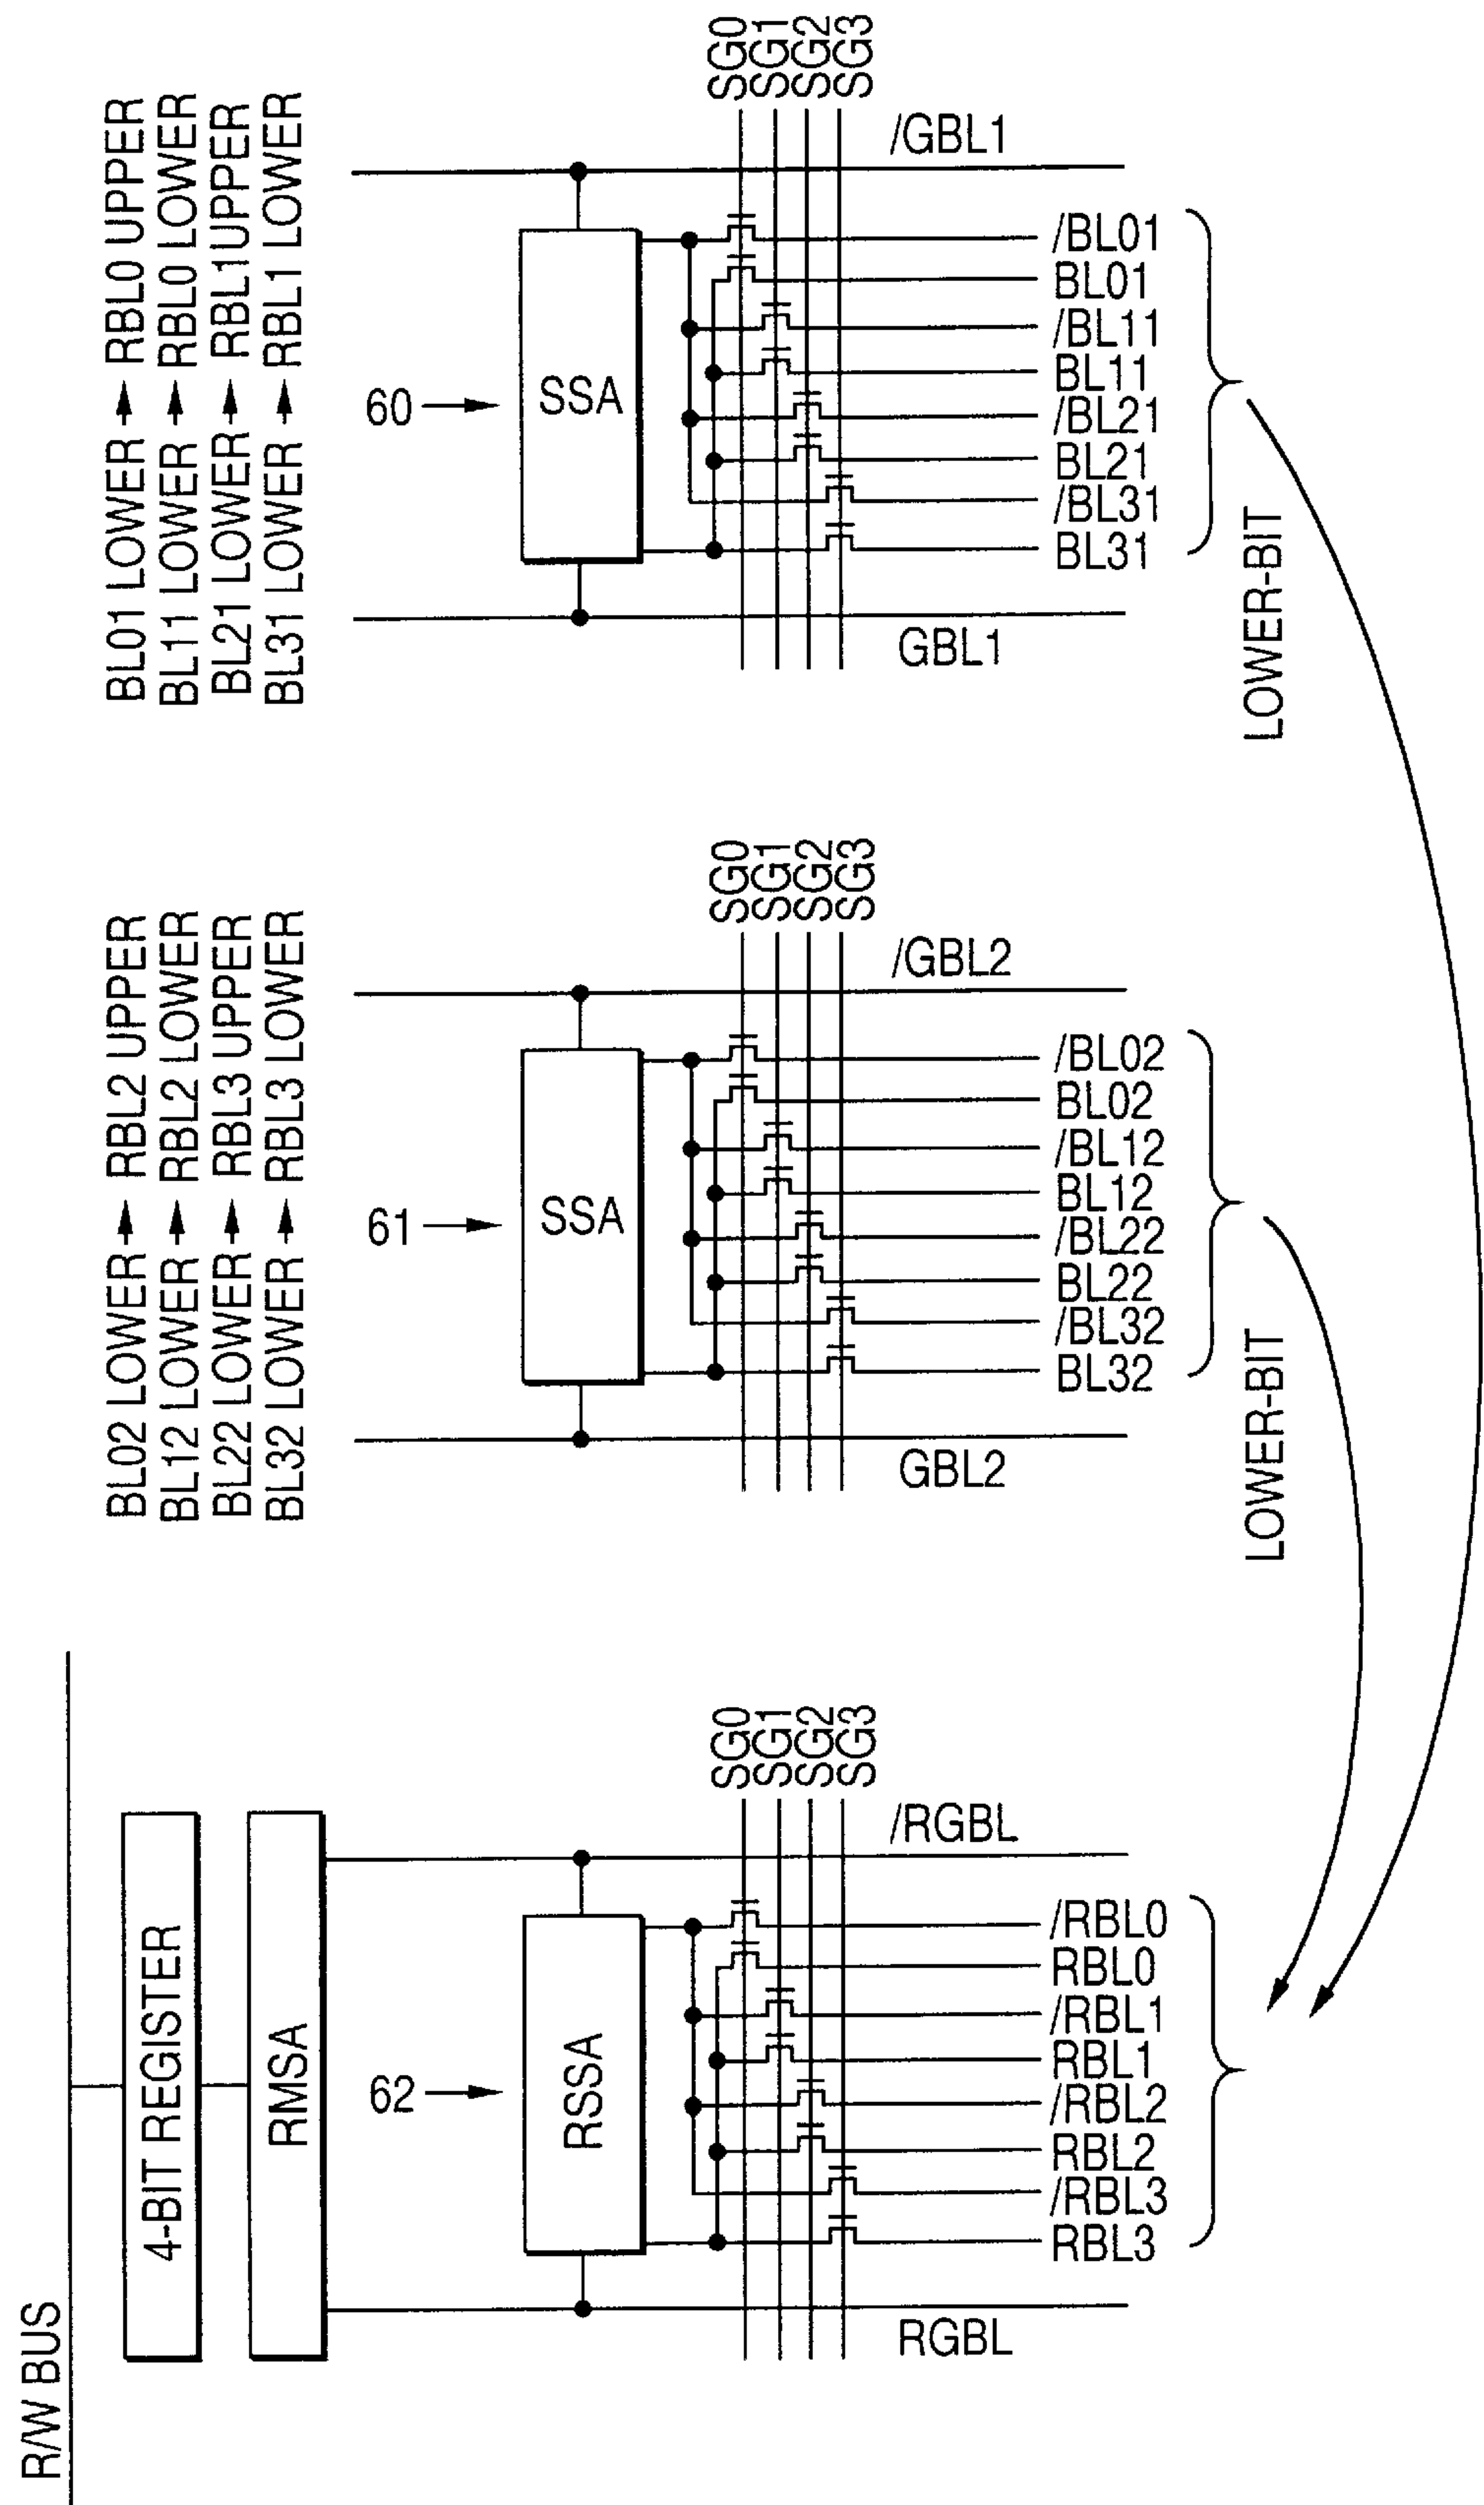 R/W BUS
4-BIT REGISTER
RMSA
62
RSSA
SG0
SG1
SG2
SG3
/RGBL
/RBL0
RBL0
/RBL1
RBL1
/RBL2
RBL2
/RBL3
RBL3
RGBL
BL02 LOWER → RBL2 UPPER
BL12 LOWER → RBL2 LOWER
BL22 LOWER → RBL3 UPPER
BL32 LOWER → RBL3 LOWER
61
SSA
SG0
SG1
SG2
SG3
/GBL2
/BL02
BL02
/BL12
BL12
/BL22
BL22
/BL32
BL32
GBL2
LOWER-BIT
BL01 LOWER → RBL0 UPPER
BL11 LOWER → RBL0 LOWER
BL21 LOWER → RBL1 UPPER
BL31 LOWER → RBL1 LOWER
60
SSA
SG0
SG1
SG2
SG3
/GBL1
/BL01
BL01
/BL11
BL11
/BL21
BL21
/BL31
BL31
GBL1
LOWER-BIT